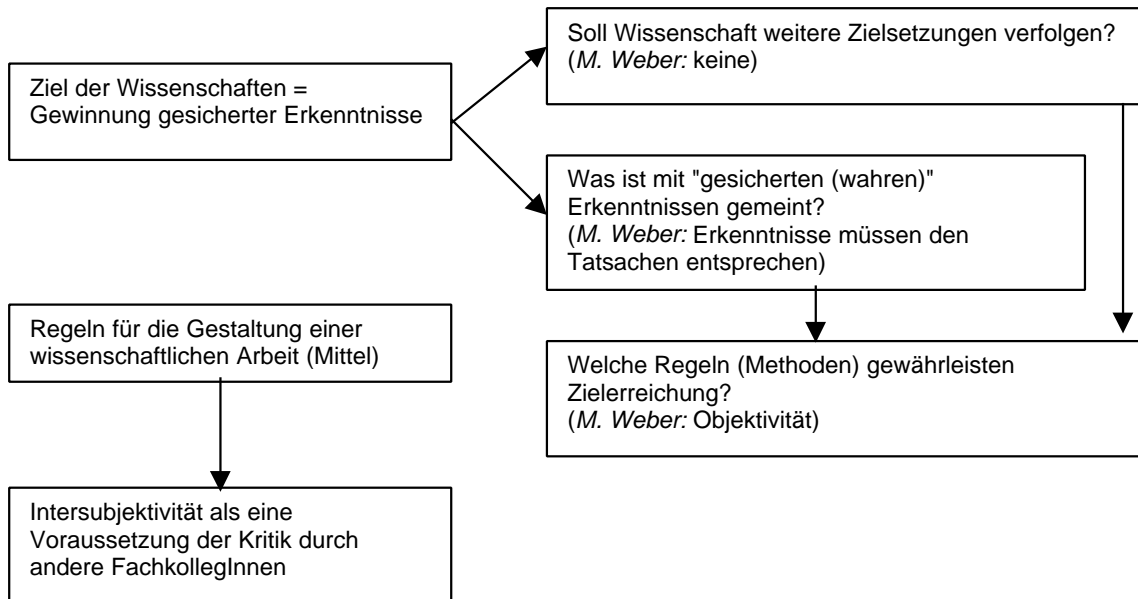 Ziel der Wissenschaften =
Gewinnung gesicherter Erkenntnisse
Soll Wissenschaft weitere Zielsetzungen verfolgen?
(M. Weber: keine)
Was ist mit "gesicherten (wahren)"
Erkenntnissen gemeint?
(M. Weber: Erkenntnisse müssen den
Tatsachen entsprechen)
Regeln für die Gestaltung einer
wissenschaftlichen Arbeit (Mittel)
Welche Regeln (Methoden) gewährleisten
Zielerreichung?
(M. Weber: Objektivität)
Intersubjektivität als eine
Voraussetzung der Kritik durch
andere FachkollegInnen